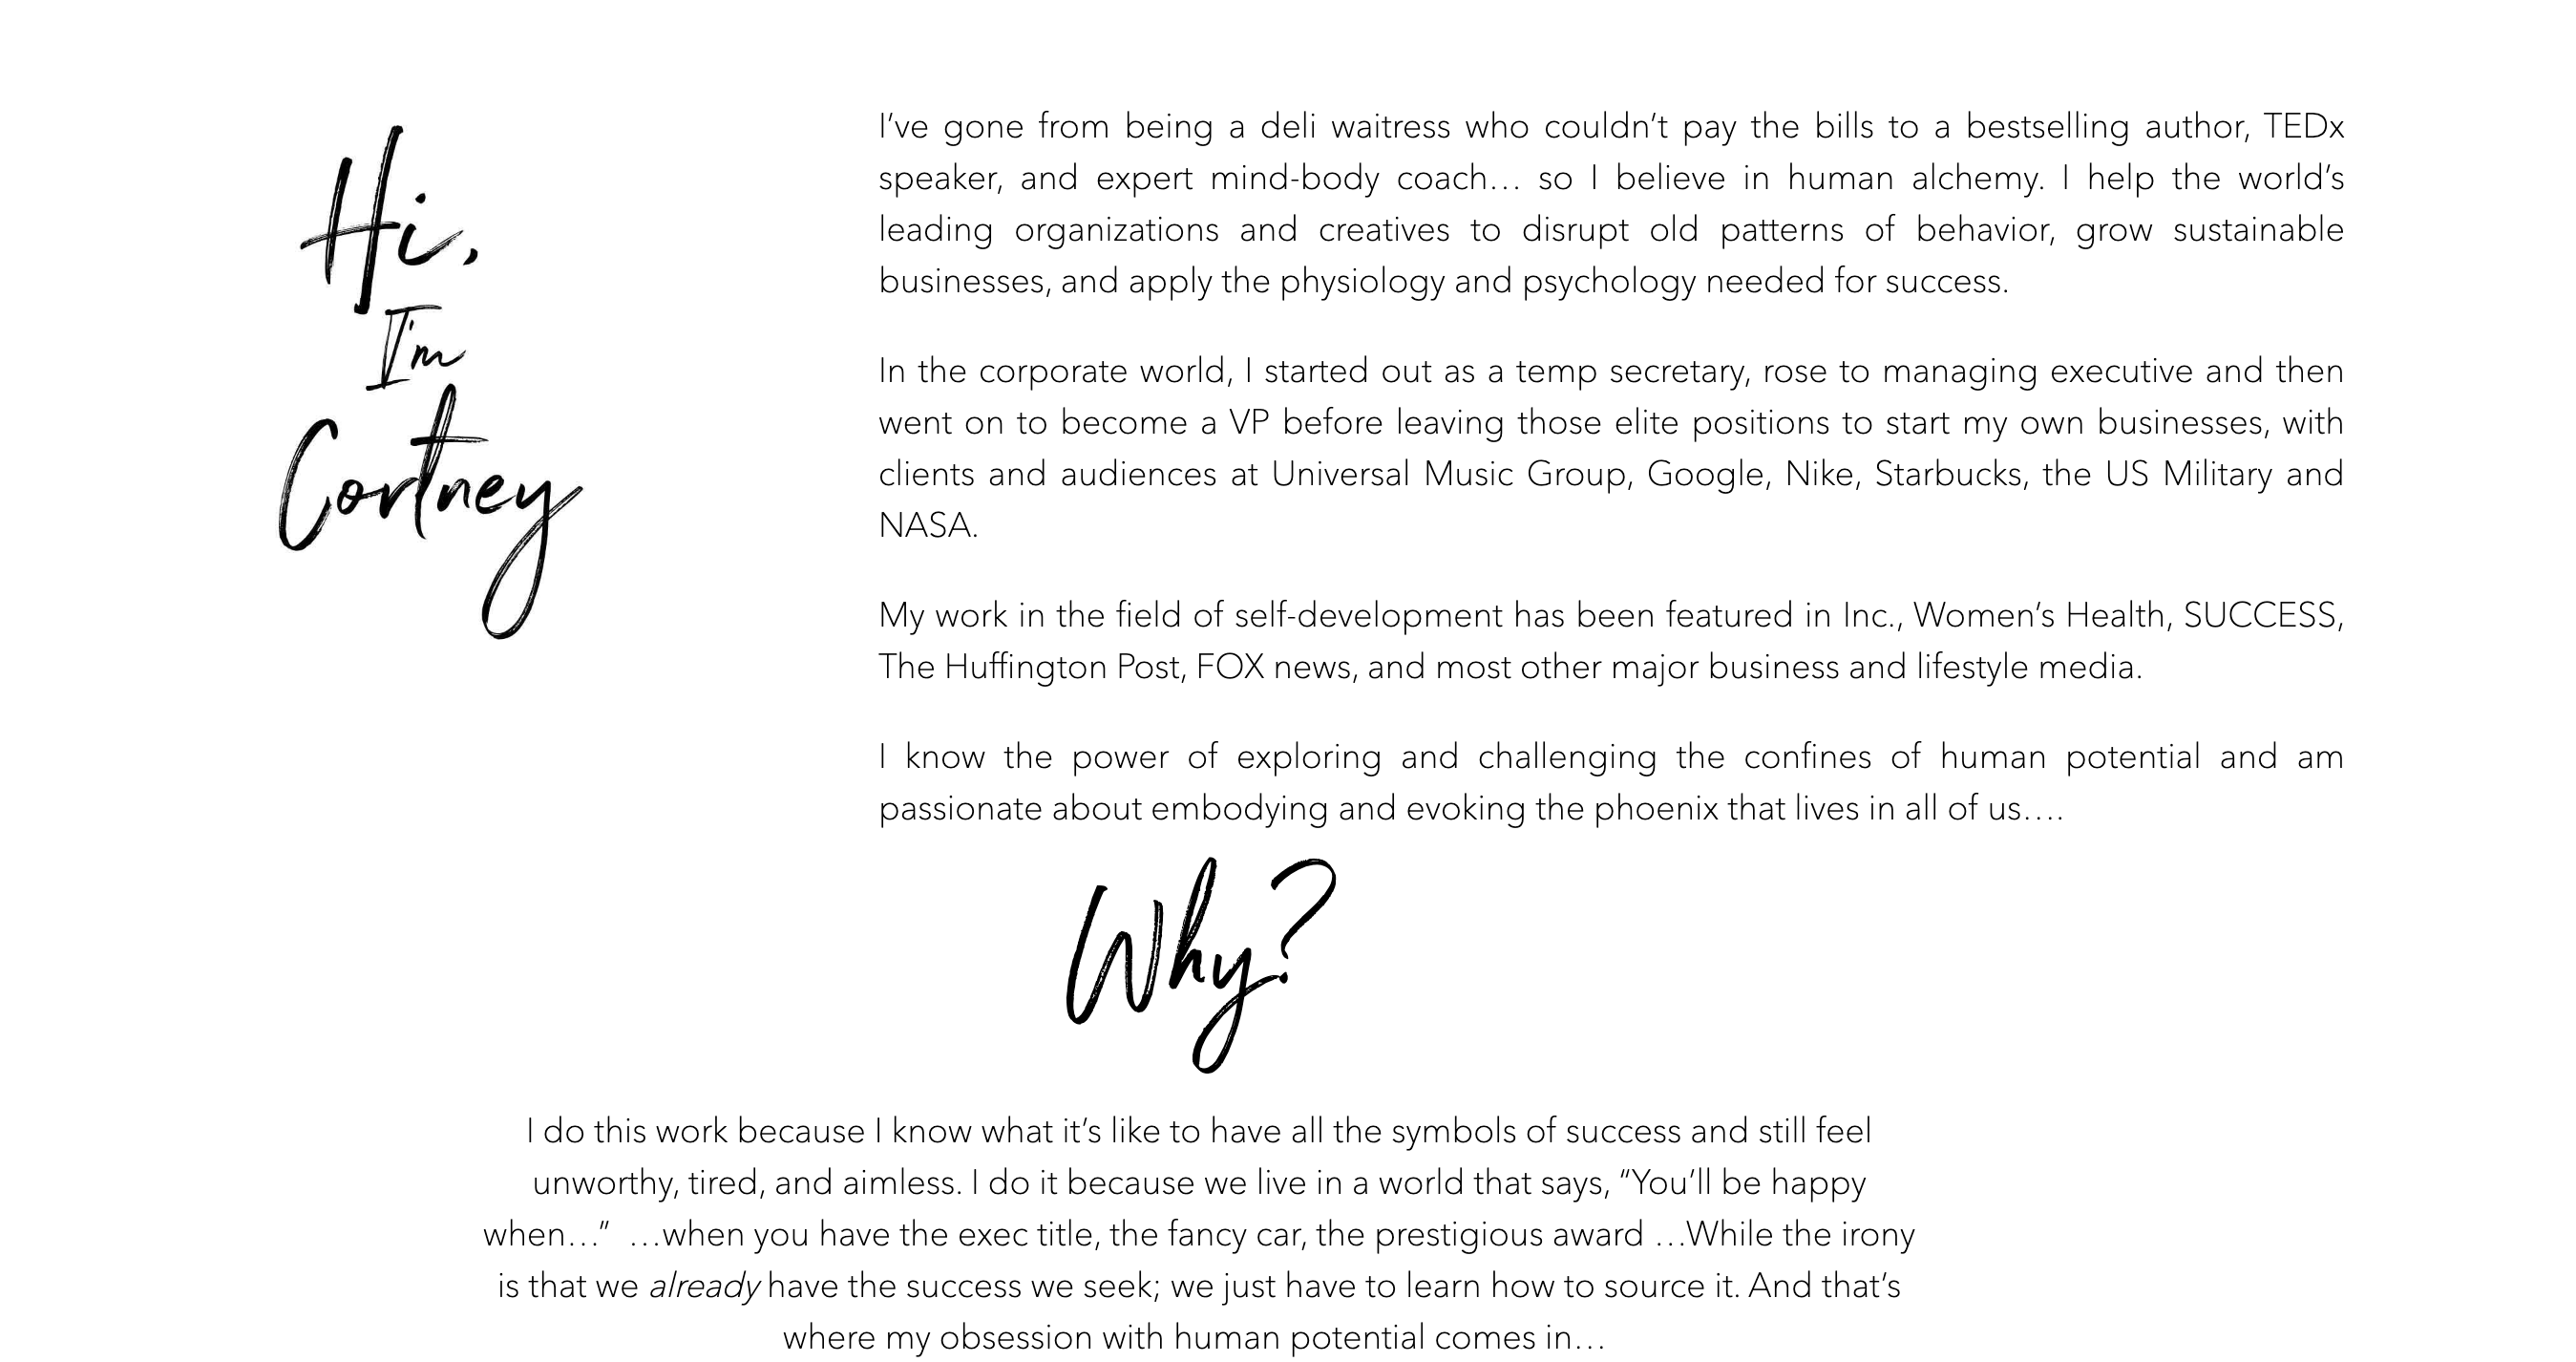 Hi,
I'm
Cortney
I’ve gone from being a deli waitress who couldn’t pay the bills to a bestselling author, TEDx
speaker, and expert mind-body coach… so I believe in human alchemy. I help the world’s
leading organizations and creatives to disrupt old patterns of behavior, grow sustainable
businesses, and apply the physiology and psychology needed for success.
In the corporate world, I started out as a temp secretary, rose to managing executive and then
went on to become a VP before leaving those elite positions to start my own businesses, with
clients and audiences at Universal Music Group, Google, Nike, Starbucks, the US Military and
NASA.
My work in the field of self-development has been featured in Inc., Women’s Health, SUCCESS,
The Huffington Post, FOX news, and most other major business and lifestyle media.
I know the power of exploring and challenging the confines of human potential and am
passionate about embodying and evoking the phoenix that lives in all of us….
Why?
I do this work because I know what it’s like to have all the symbols of success and still feel
unworthy, tired, and aimless. I do it because we live in a world that says, “You’ll be happy
when…”  …when you have the exec title, the fancy car, the prestigious award …While the irony
is that we already have the success we seek; we just have to learn how to source it. And that’s
where my obsession with human potential comes in…